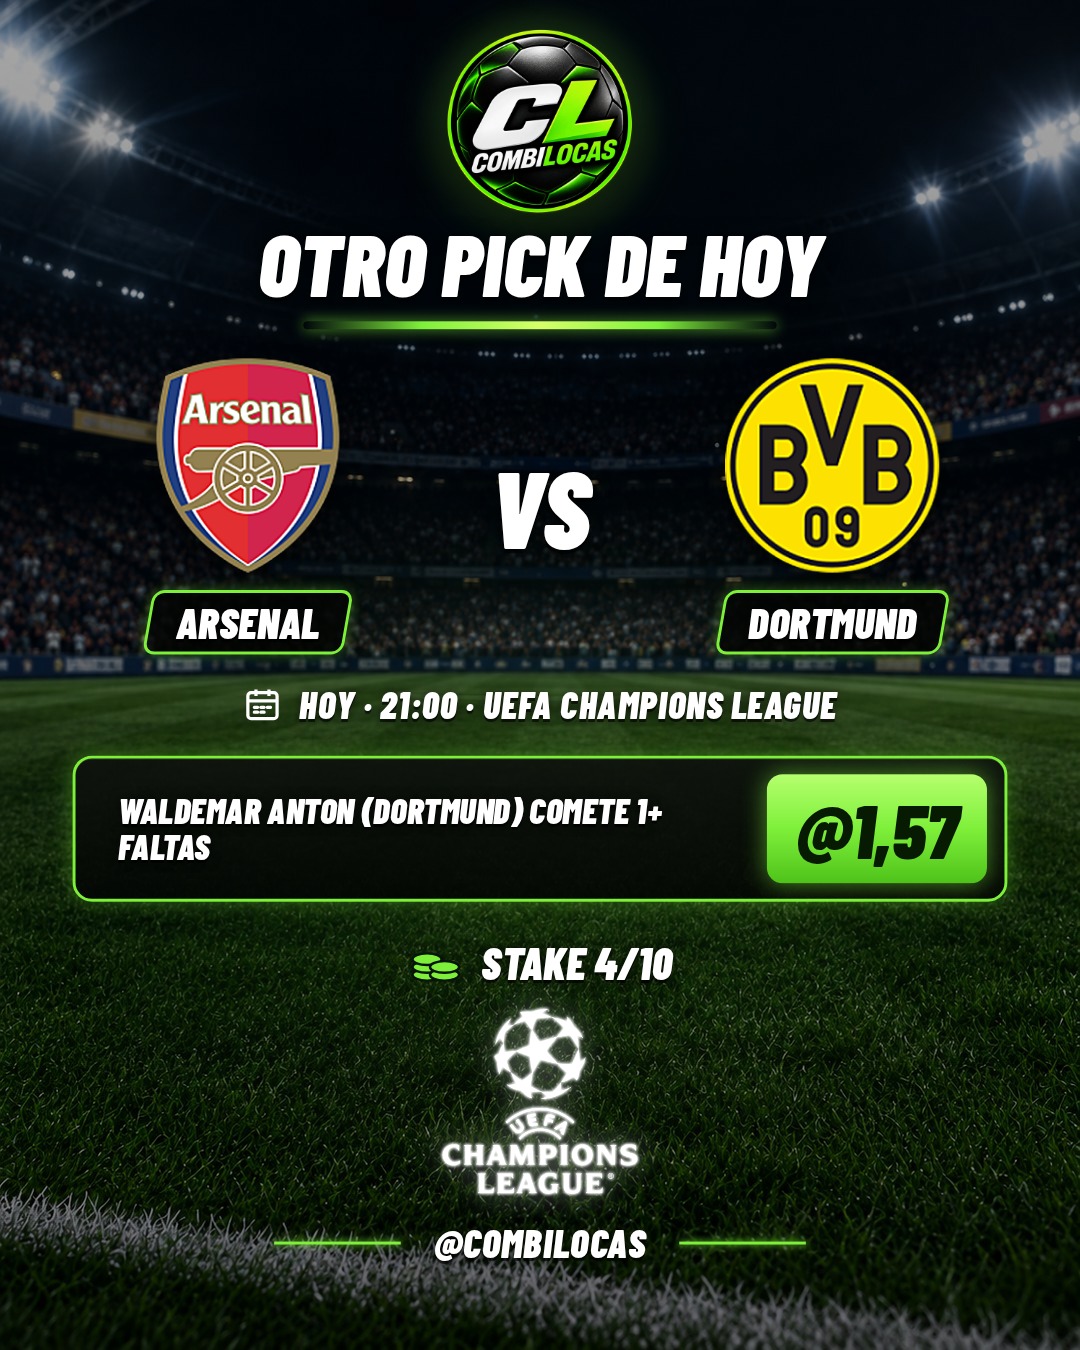 CL
COMBILOCAS
OTRO PICK DE HOY
Arsenal
VS
BVB
09
ARSENAL
DORTMUND
HOY · 21:00 · UEFA CHAMPIONS LEAGUE
WALDEMAR ANTON (DORTMUND) COMETE 1+
FALTAS
@1,57
STAKE 4/10
UEFA
CHAMPIONS
LEAGUE®
@COMBILOCAS